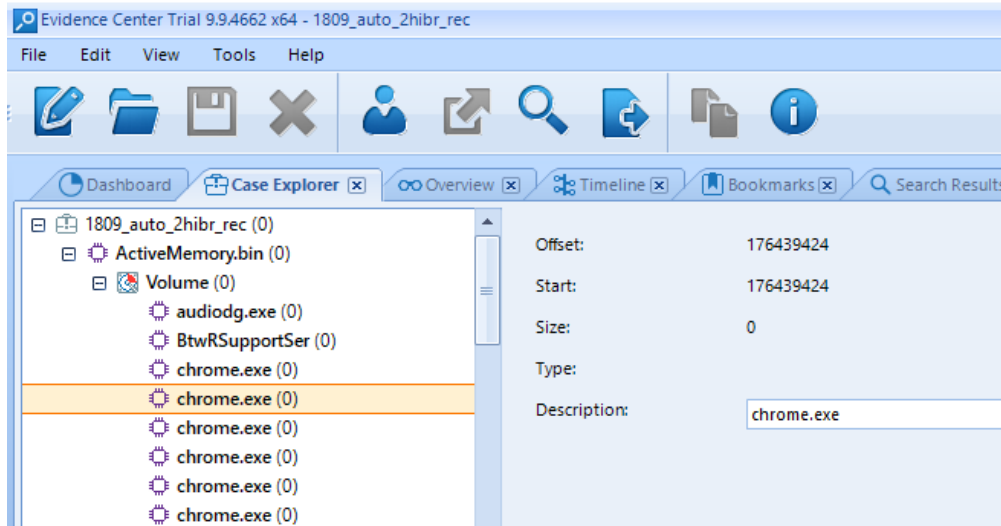 Evidence Center Trial 9.9.4662 x64 - 1809_auto_2hibr_rec
File Edit View Tools Help
Dashboard Case Explorer Overview Timeline Bookmarks Search Results
1809_auto_2hibr_rec (0)
ActiveMemory.bin (0)
Volume (0)
audiodg.exe (0)
BtwRSupportSer (0)
chrome.exe (0)
chrome.exe (0)
chrome.exe (0)
chrome.exe (0)
chrome.exe (0)
chrome.exe (0)
Offset: 176439424
Start: 176439424
Size: 0
Type:
Description: chrome.exe